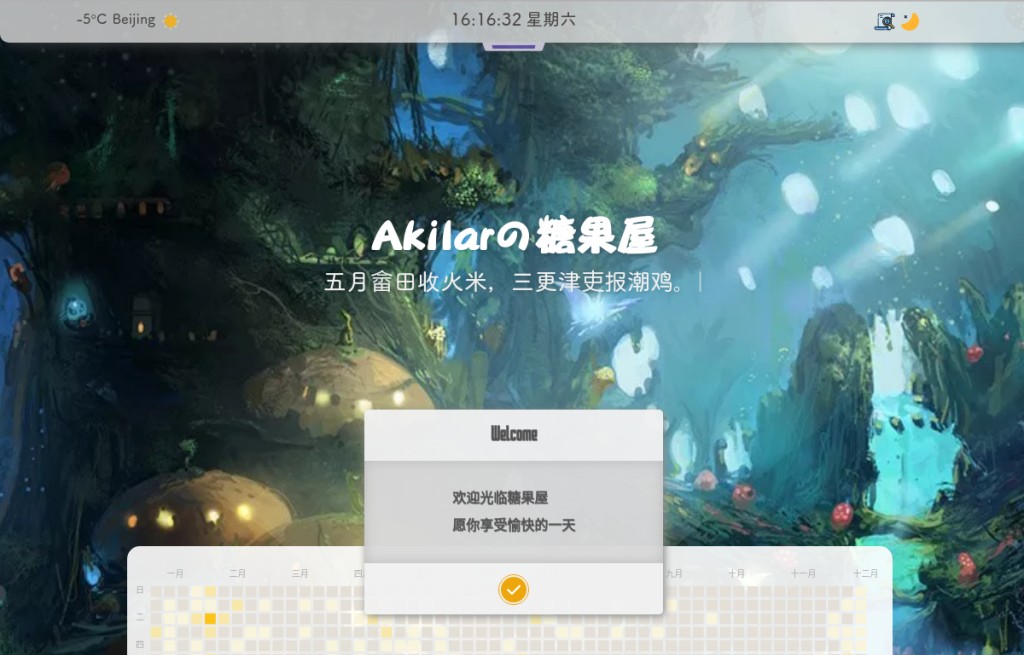 -5°C Beijing
16:16:32 星期六
Akilarの糖果屋
五月畲田收火米，三更津吏报潮鸡。
Welcome
欢迎光临糖果屋
愿你享受愉快的一天
一月 二月 三月 九月 十月 十一月 十二月
日
二
四